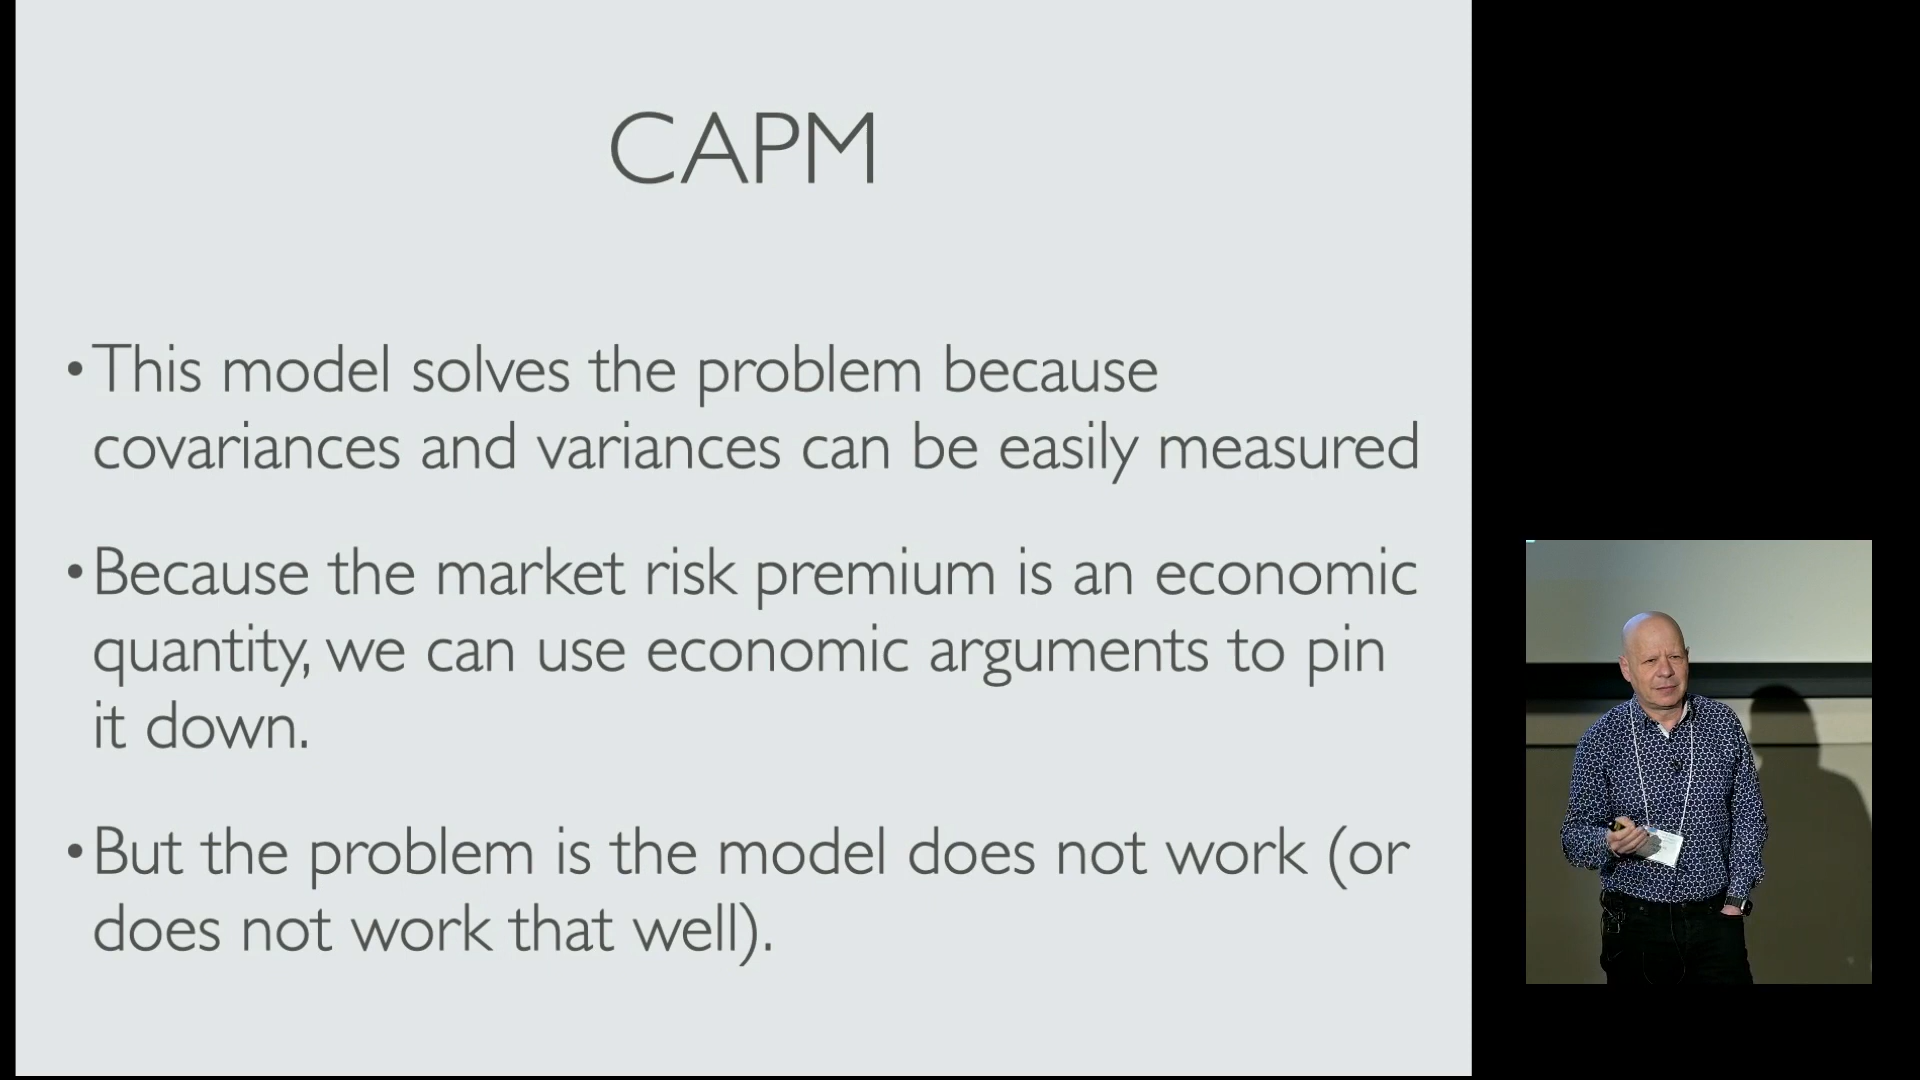 CAPM
• This model solves the problem because
covariances and variances can be easily measured
• Because the market risk premium is an economic
quantity, we can use economic arguments to pin
it down.
• But the problem is the model does not work (or
does not work that well).